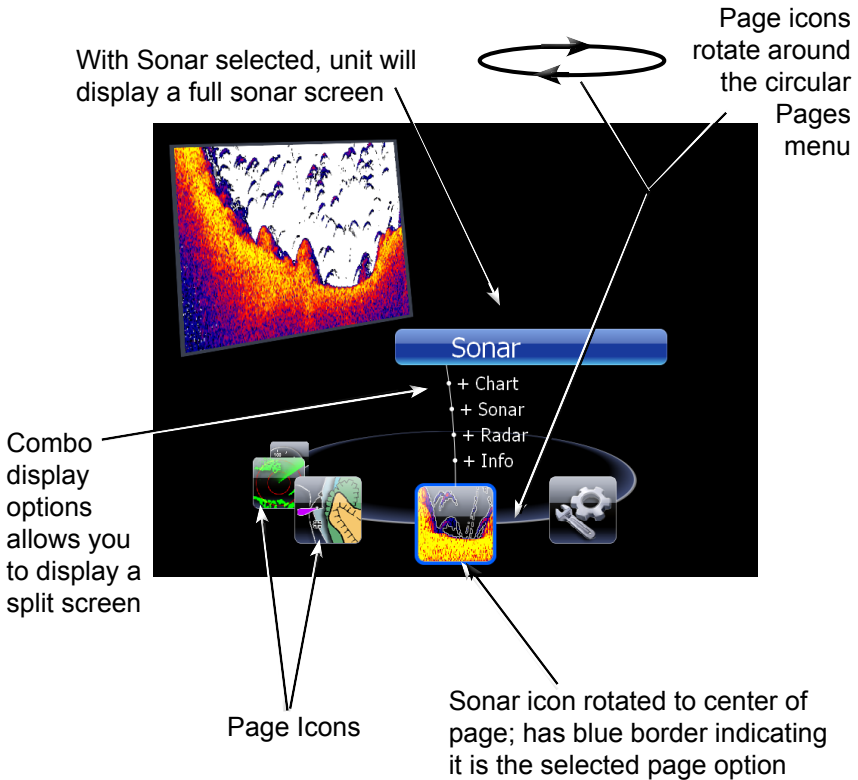 With Sonar selected, unit will
display a full sonar screen
Page icons
rotate around
the circular
Pages
menu
Sonar
+ Chart
+ Sonar
+ Radar
+ Info
Combo
display
options
allows you
to display a
split screen
Page Icons
Sonar icon rotated to center of
page; has blue border indicating
it is the selected page option